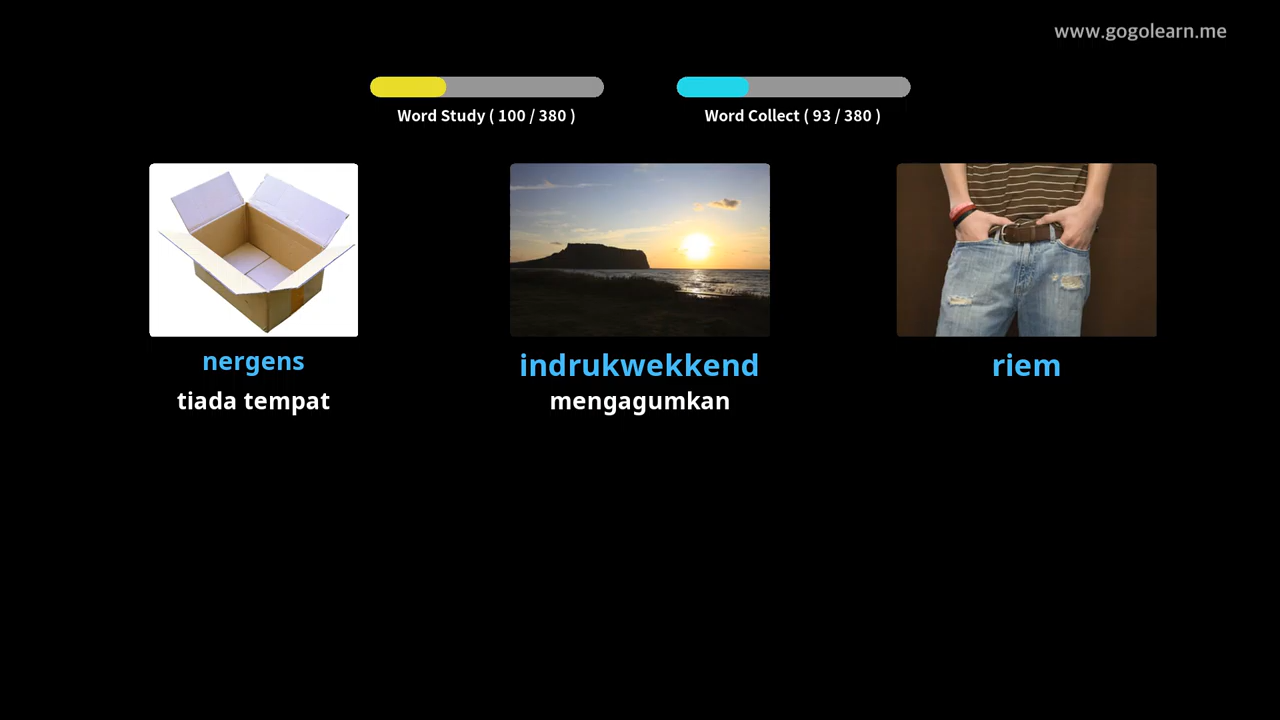 www.gogolearn.me
Word Study ( 100 / 380 )
Word Collect ( 93 / 380 )
nergens
indrukwekkend
riem
tiada tempat
mengagumkan